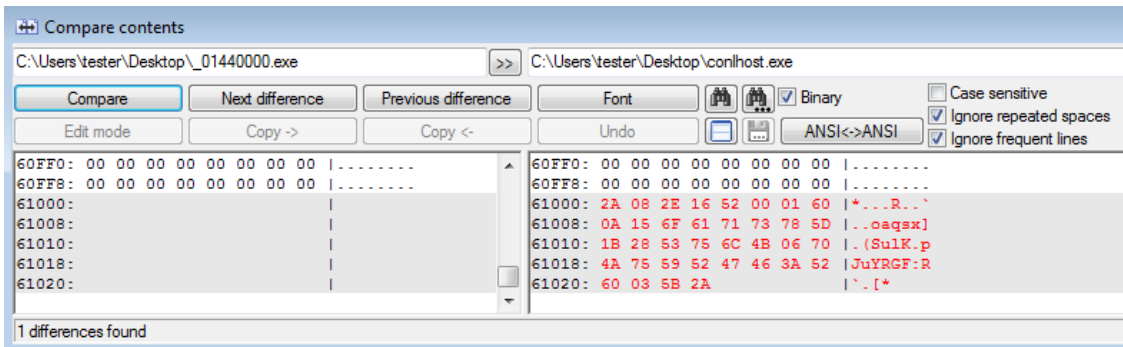 Compare contents
C:\Users\tester\Desktop\_01440000.exe >> C:\Users\tester\Desktop\conlhost.exe
Compare Next difference Previous difference Font Binary Case sensitive
Ignore repeated spaces
Edit mode Copy -> Copy <- Undo ANSI<->ANSI Ignore frequent lines
60FF0: 00 00 00 00 00 00 00 00 |........ 60FF0: 00 00 00 00 00 00 00 00 |........
60FF8: 00 00 00 00 00 00 00 00 |........ 60FF8: 00 00 00 00 00 00 00 00 |........
61000: | 61000: 2A 08 2E 16 52 00 01 60 |*...R..`
61008: | 61008: 0A 15 6F 61 71 73 78 5D |..oaqsx]
61010: | 61010: 1B 28 53 75 6C 4B 06 70 |.(SulK.p
61018: | 61018: 4A 75 59 52 47 46 3A 52 |JuYRGF:R
61020: | 61020: 60 03 5B 2A |`.[*
1 differences found